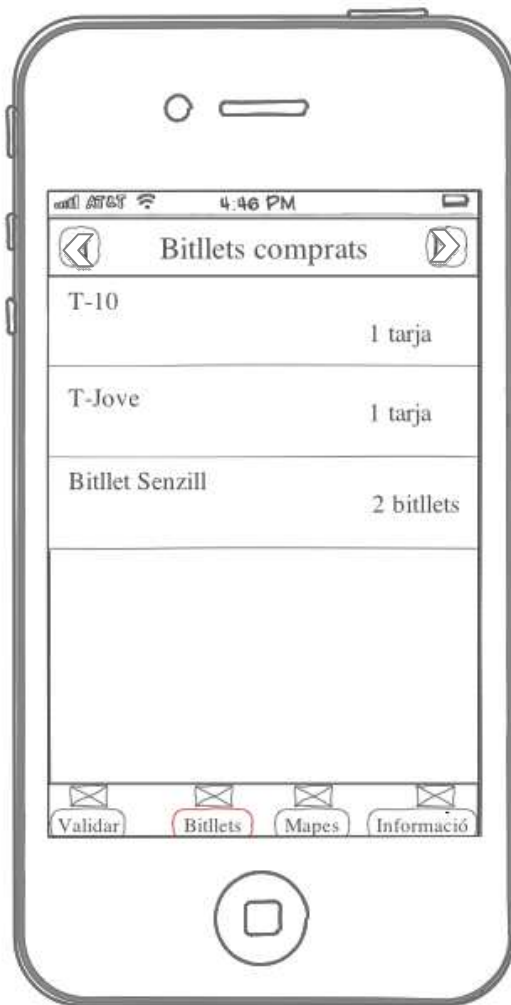 AT&T 4:46 PM
Bitllets comprats
T-10
1 tarja
T-Jove
1 tarja
Bitllet Senzill
2 bitllets
Validar Bitllets Mapes Informació